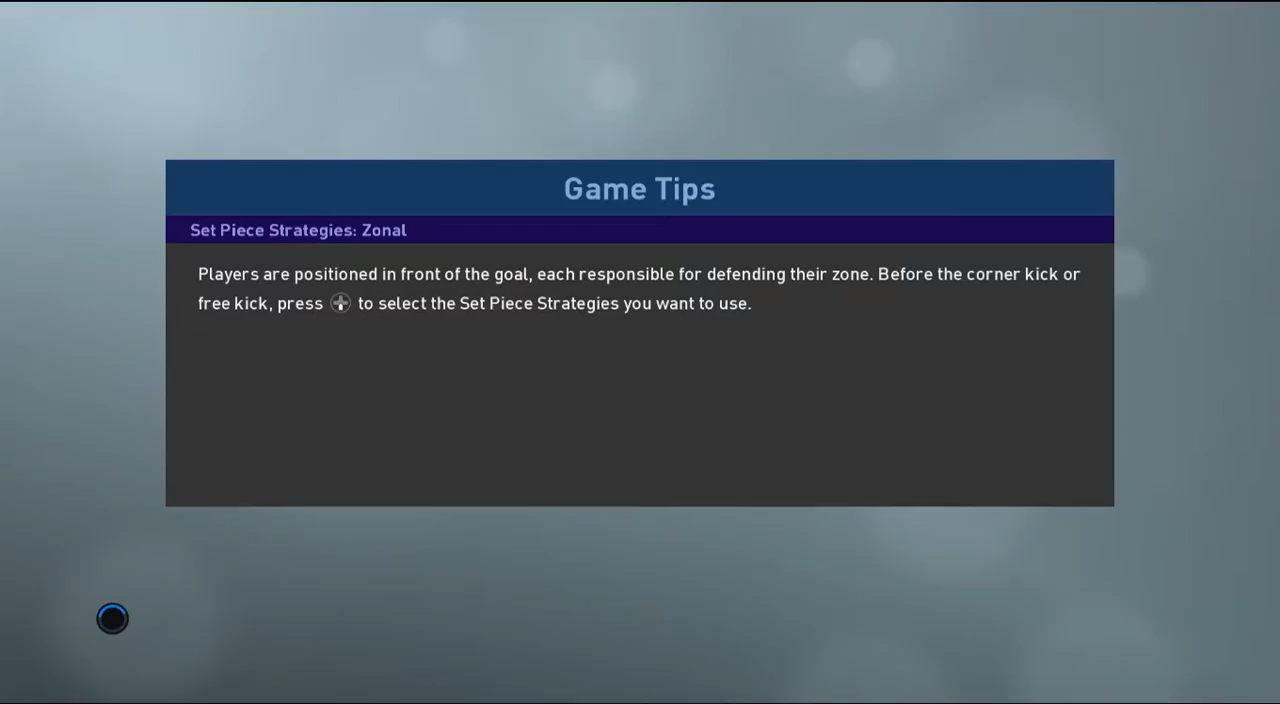 Game Tips
Set Piece Strategies: Zonal
Players are positioned in front of the goal, each responsible for defending their zone. Before the corner kick or
free kick, press to select the Set Piece Strategies you want to use.